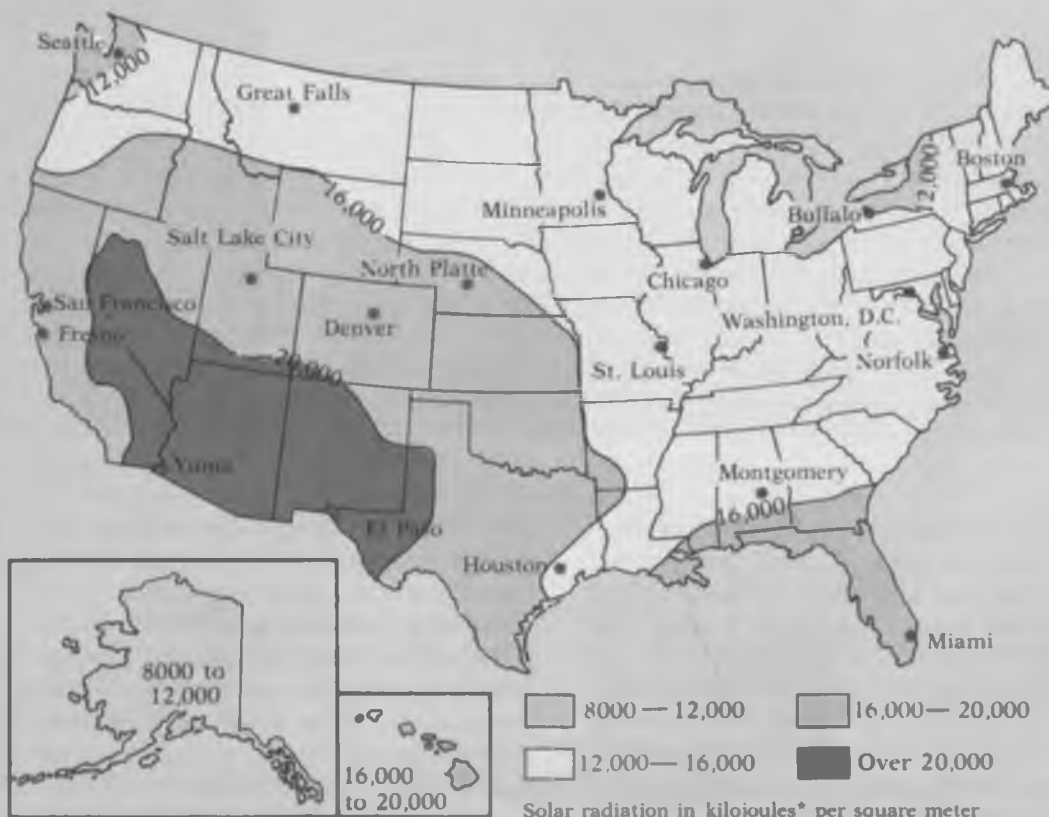 Seattle
12,000
Great Falls
Boston
12,000
16,000
Minneapolis
Buffalo
Salt Lake City
North Platte
Chicago
San Francisco
Denver
Washington, D.C.
Fresno
20,000
St. Louis
Norfolk
Yuma
Montgomery
16,000
El Paso
Houston
Miami
8000 to
12,000
16,000
to 20,000
8000 — 12,000
16,000 — 20,000
12,000 — 16,000
Over 20,000
Solar radiation in kilojoules* per square meter